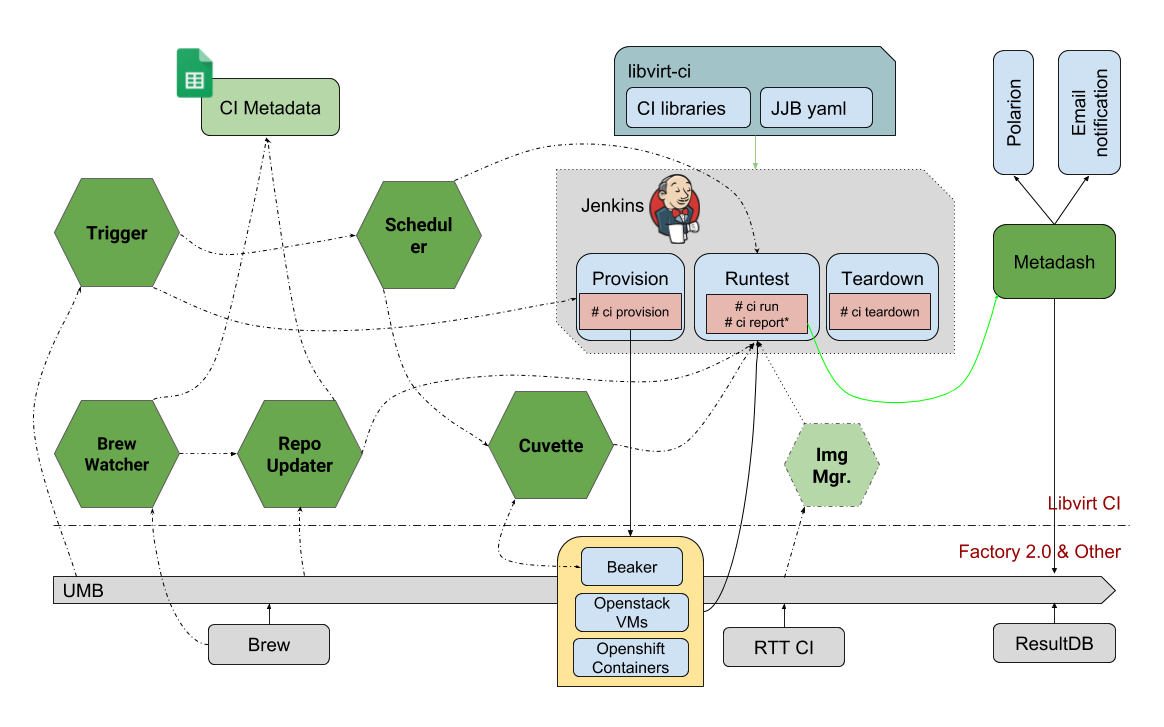 libvirt-ci
CI libraries
JJB yaml
CI Metadata
Polarion
Email
notification
Trigger
Schedul
er
Jenkins
Provision
# ci provision
Runtest
# ci run
# ci report*
Teardown
# ci teardown
Metadash
Brew
Watcher
Repo
Updater
Cuvette
Img
Mgr.
Libvirt CI
Factory 2.0 & Other
UMB
Beaker
Openstack
VMs
Openshift
Containers
Brew
RTT CI
ResultDB